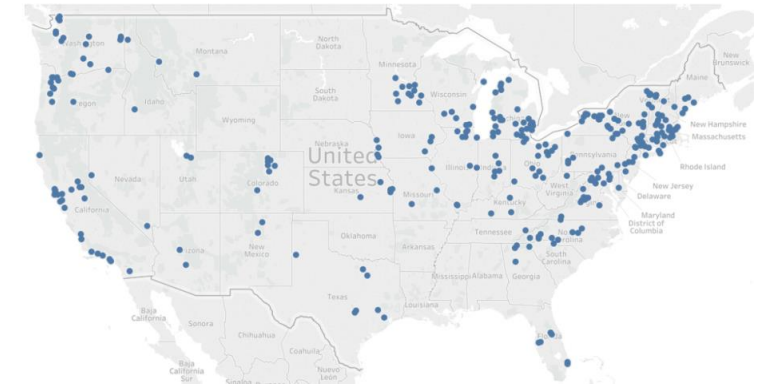 Washington
Montana
North
Dakota
Minnesota
New
Brunswick
Maine
South
Dakota
Wisconsin
Idaho
Wyoming
New Hampshire
Massachusetts
Iowa
Nebraska
United
States
Pennsylvania
Rhode Island
Nevada
Utah
Colorado
Kansas
Missouri
West
Virginia
New Jersey
Delaware
California
Kentucky
Maryland
District of
Columbia
New
Mexico
Oklahoma
Arkansas
Tennessee
South
Carolina
Mississippi
Alabama
Georgia
Texas
Louisiana
Baja
California
Sonora
Chihuahua
Coahuila
Baja
California
Sur
Nuevo
León